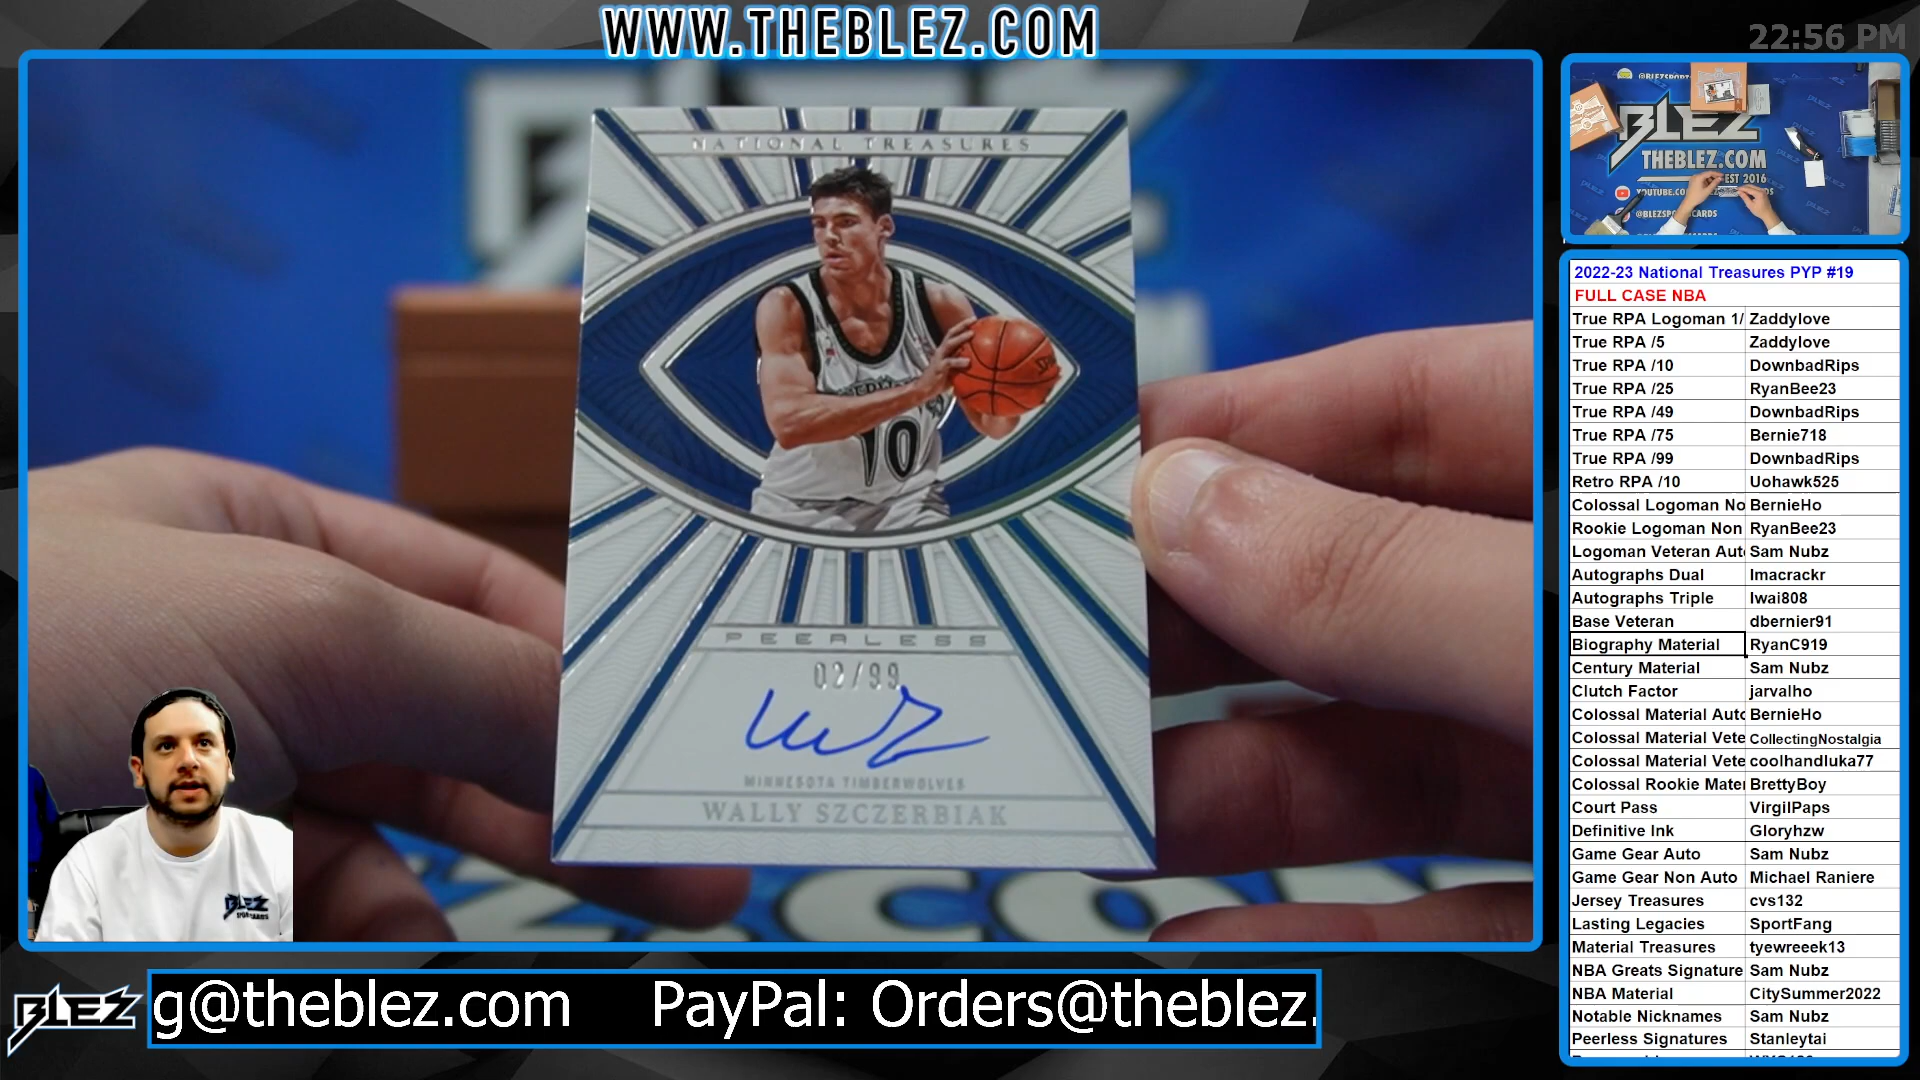 WWW.THEBLEZ.COM
22:56 PM
NATIONAL TREASURES
10
PEERLESS
02/99
MINNESOTA TIMBERWOLVES
WALLY SZCZERBIAK
BLEZ
THEBLEZ.COM
EST 2016
@BLEZSPORTSCARDS
2022-23 National Treasures PYP #19
FULL CASE NBA
True RPA Logoman 1/ Zaddylove
True RPA /5 Zaddylove
True RPA /10 DownbadRips
True RPA /25 RyanBee23
True RPA /49 DownbadRips
True RPA /75 Bernie718
True RPA /99 DownbadRips
Retro RPA /10 Uohawk525
Colossal Logoman No BernieHo
Rookie Logoman Non RyanBee23
Logoman Veteran Aut Sam Nubz
Autographs Dual Imacrackr
Autographs Triple Iwai808
Base Veteran dbernier91
Biography Material RyanC919
Century Material Sam Nubz
Clutch Factor jarvalho
Colossal Material Auto BernieHo
Colossal Material Vete CollectingNostalgia
Colossal Material Vete coolhandluka77
Colossal Rookie Mater BrettyBoy
Court Pass VirgilPaps
Definitive Ink Gloryhzw
Game Gear Auto Sam Nubz
Game Gear Non Auto Michael Raniere
Jersey Treasures cvs132
Lasting Legacies SportFang
Material Treasures tyewreeek13
NBA Greats Signature Sam Nubz
NBA Material CitySummer2022
Notable Nicknames Sam Nubz
Peerless Signatures Stanleytai
BLEZ
BLEZ
g@theblez.com PayPal: Orders@theblez.